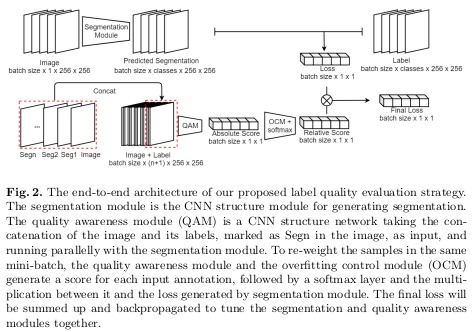 Image
batch size x 1 x 256 x 256
Segmentation
Module
Predicted Segmentation
batch size x classes x 256 x 256
Loss
batch size x 1 x 1
Label
batch size x classes x 256 x 256
Concat
...
Segn Seg2 Seg1 Image
Image + Label
batch size x (n+1) x 256 x 256
QAM
Absolute Score
batch size x 1 x 1
OCM +
softmax
Relative Score
batch size x 1 x 1
Final Loss
batch size x 1 x 1
Fig. 2. The end-to-end architecture of our proposed label quality evaluation strategy.
The segmentation module is the CNN structure module for generating segmentation.
The quality awareness module (QAM) is a CNN structure network taking the con-
catenation of the image and its labels, marked as Segn in the image, as input, and
running parallelly with the segmentation module. To re-weight the samples in the same
mini-batch, the quality awareness module and the overfitting control module (OCM)
generate a score for each input annotation, followed by a softmax layer and the multi-
plication between it and the loss generated by segmentation module. The final loss will
be summed up and backpropagated to tune the segmentation and quality awareness
modules together.